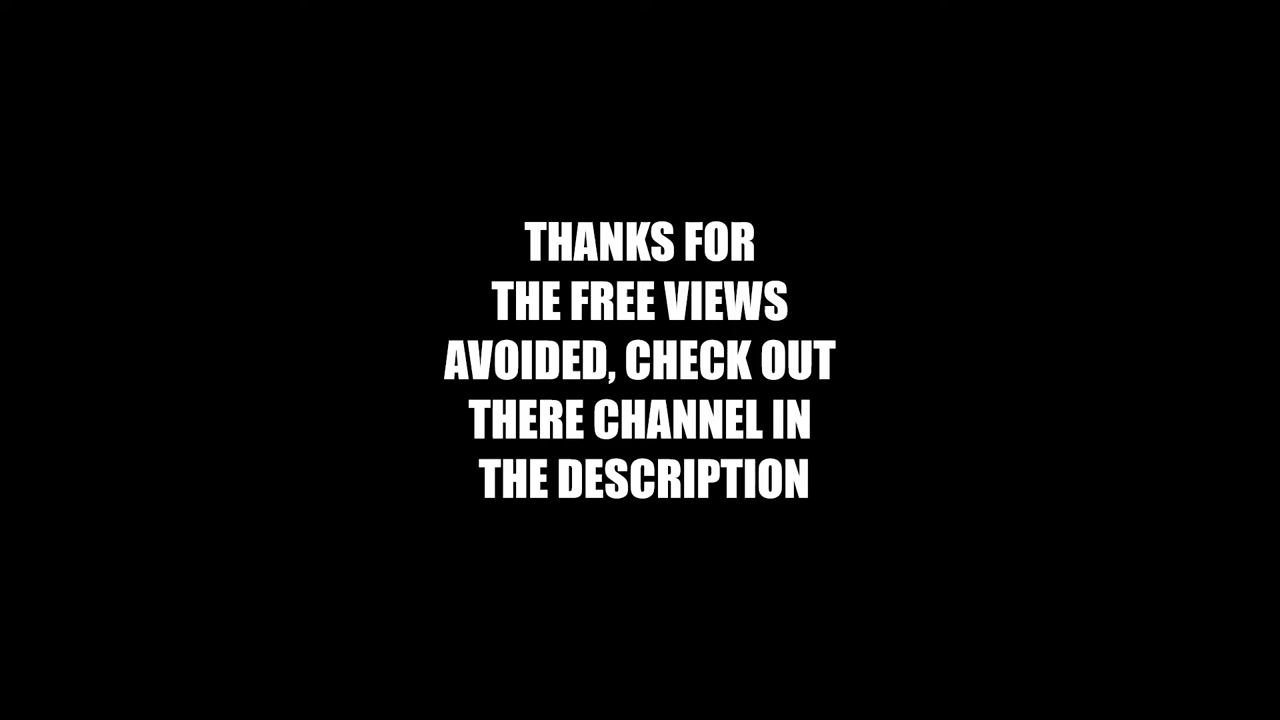 THANKS FOR
THE FREE VIEWS
AVOIDED, CHECK OUT
THERE CHANNEL IN
THE DESCRIPTION